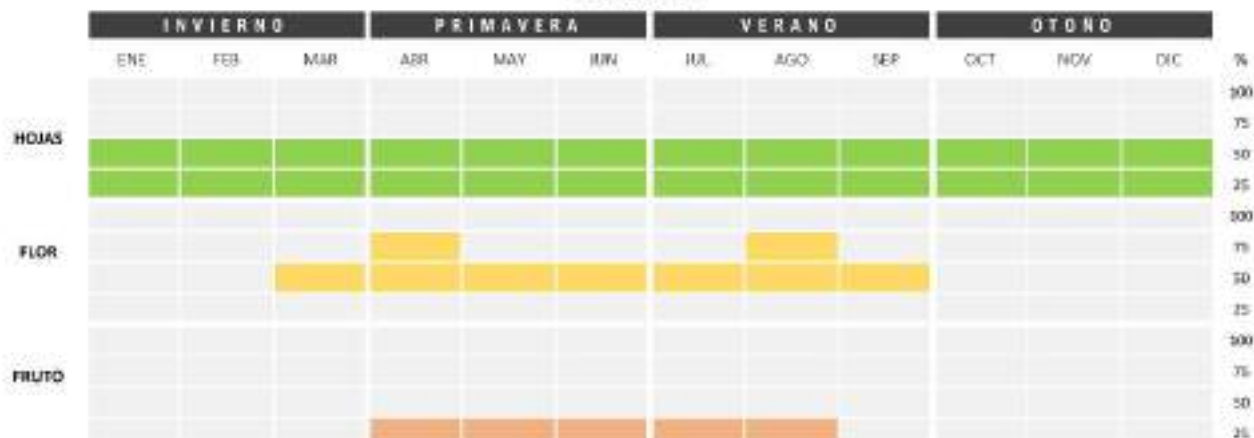 INVIERNO PRIMAVERA VERANO OTOÑO
ENE FEB MAR ABR MAY JUN JUL AGO SEP OCT NOV DIC %
100
75
HOJAS
50
25
100
FLOR 75
50
25
100
FRUTO 75
50
25